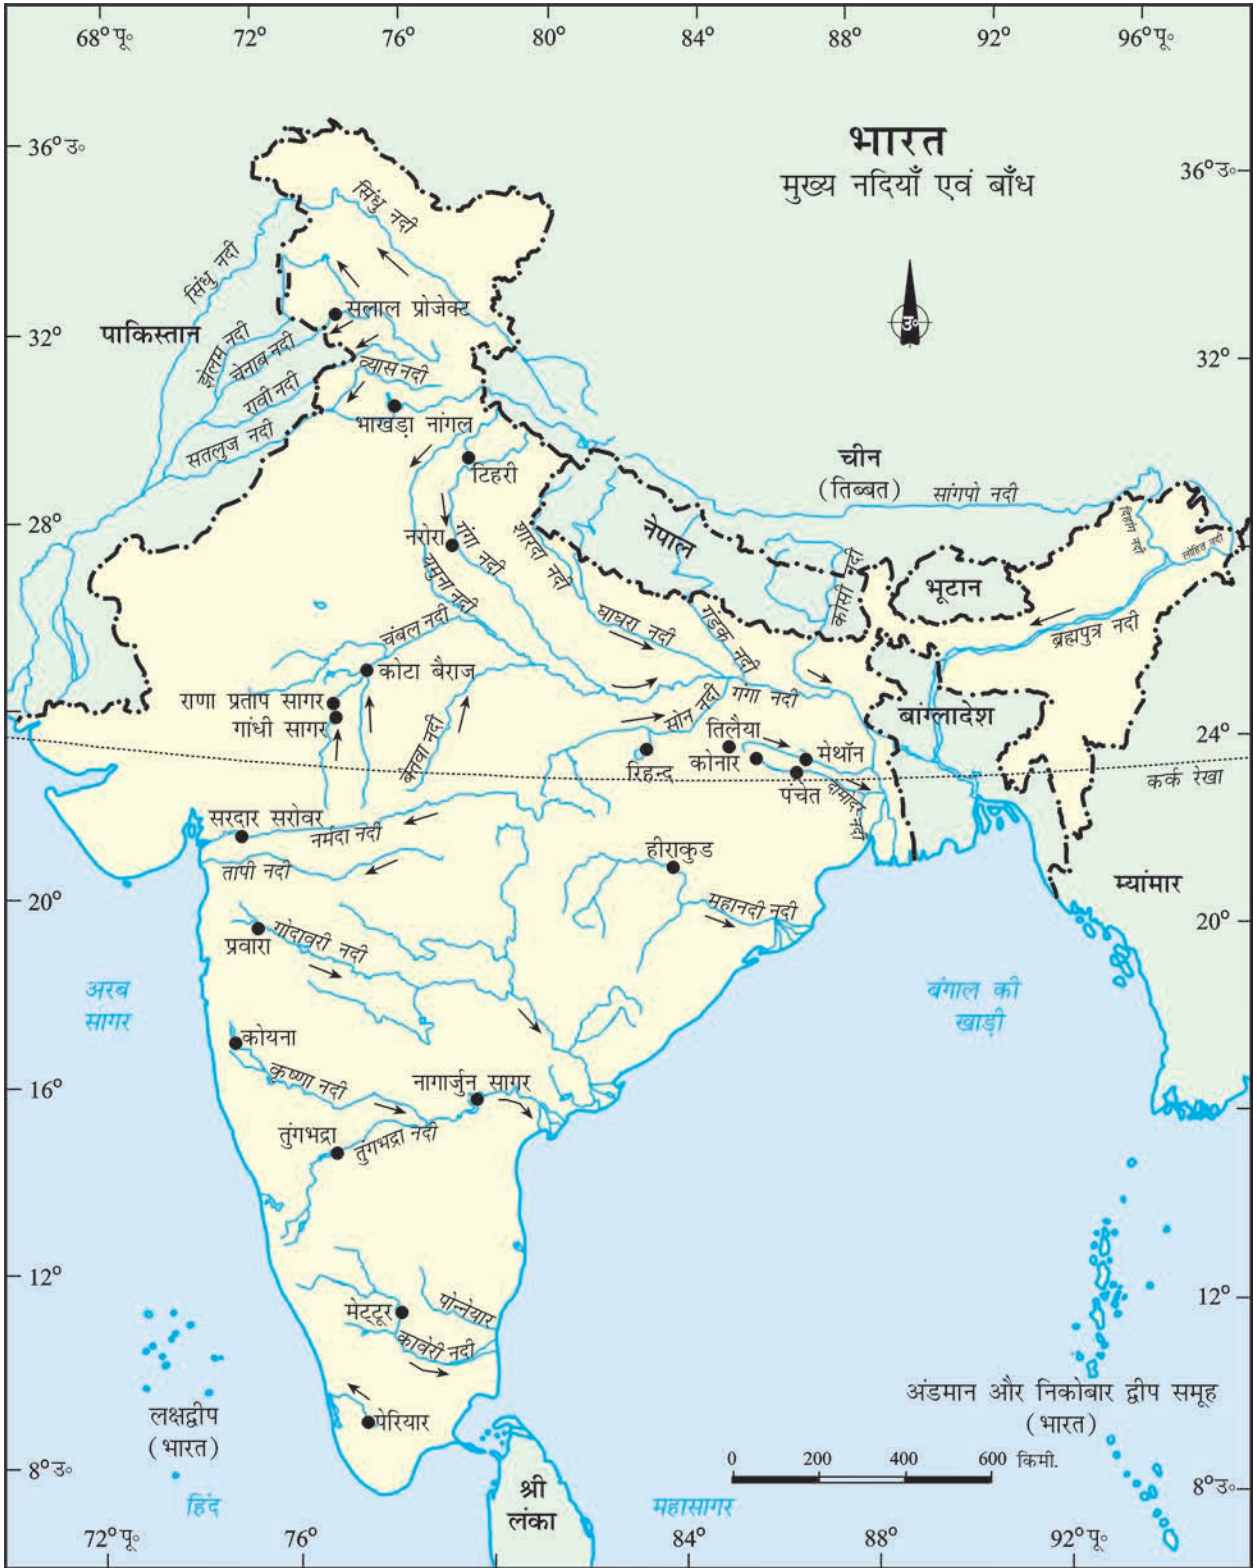 68°पू॰ 72° 76° 80° 84° 88° 92° 96°पू॰
भारत
मुख्य नदियाँ एवं बाँध
36°उ॰
36°उ॰
सिंधु नदी
सिंधु नदी
उ॰
सलाल प्रोजेक्ट
पाकिस्तान
32°
32°
झेलम नदी
चेनाब नदी
व्यास नदी
रावी नदी
भाखड़ा नांगल
सतलुज नदी
टिहरी
चीन
(तिब्बत)
सांगपो नदी
28°
नरोरा
गंगा नदी
शारदा नदी
नेपाल
दिहांग नदी
लोहित नदी
यमुना नदी
कोसी नदी
भूटान
घाघरा नदी
गंडक नदी
ब्रह्मपुत्र नदी
चंबल नदी
कोटा बैराज
राणा प्रताप सागर
गांधी सागर
गंगा नदी
सोन नदी
बांग्लादेश
बेतवा नदी
तिलैया
मेथॉन
24°
रिहन्द
कोनार
पंचेत
दामोदर नदी
कर्क रेखा
सरदार सरोवर
नर्मदा नदी
तापी नदी
हीराकुड
म्यांमार
महानदी नदी
20°
20°
प्रवारा
गोदावरी नदी
अरब
सागर
बंगाल की
खाड़ी
कोयना
कृष्णा नदी
नागार्जुन सागर
16°
तुंगभद्रा
तुंगभद्रा नदी
12°
12°
मेट्टूर
पोन्नेयार
कावेरी नदी
पेरियार
लक्षद्वीप
(भारत)
अंडमान और निकोबार द्वीप समूह
(भारत)
0 200 400 600 किमी.
8°उ॰
8°उ॰
श्री
लंका
हिंद
महासागर
72°पू॰ 76° 84° 88° 92°पू॰